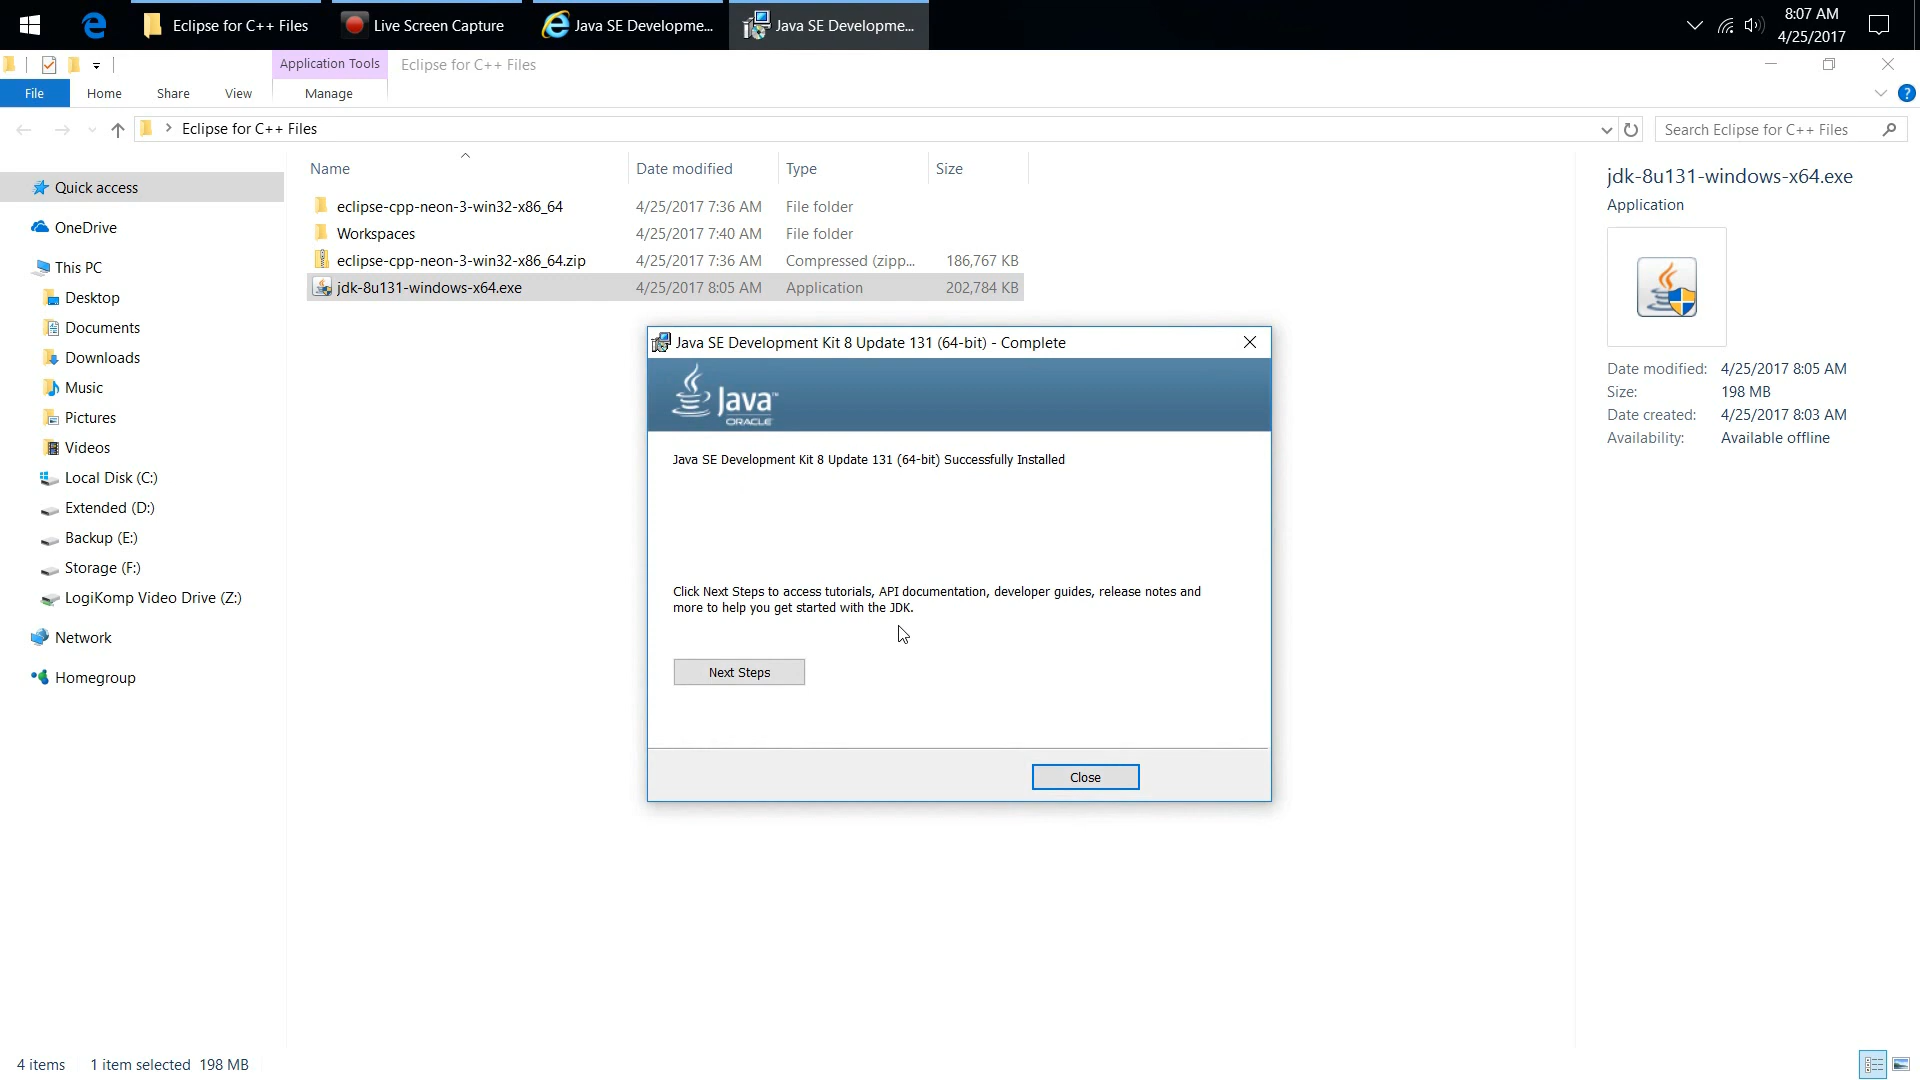 Eclipse for C++ Files
Live Screen Capture
Java SE Developme...
Java SE Developme...
8:07 AM
4/25/2017
Application Tools
Eclipse for C++ Files
File
Home
Share
View
Manage
?
Eclipse for C++ Files
Search Eclipse for C++ Files
Quick access
OneDrive
This PC
Desktop
Documents
Downloads
Music
Pictures
Videos
Local Disk (C:)
Extended (D:)
Backup (E:)
Storage (F:)
LogiKomp Video Drive (Z:)
Network
Homegroup
Name
Date modified
Type
Size
eclipse-cpp-neon-3-win32-x86_64
4/25/2017 7:36 AM
File folder
Workspaces
4/25/2017 7:40 AM
File folder
eclipse-cpp-neon-3-win32-x86_64.zip
4/25/2017 7:36 AM
Compressed (zipp...
186,767 KB
jdk-8u131-windows-x64.exe
4/25/2017 8:05 AM
Application
202,784 KB
Java SE Development Kit 8 Update 131 (64-bit) - Complete
Java™
ORACLE
Java SE Development Kit 8 Update 131 (64-bit) Successfully Installed
Click Next Steps to access tutorials, API documentation, developer guides, release notes and
more to help you get started with the JDK.
Next Steps
Close
jdk-8u131-windows-x64.exe
Application
Date modified: 4/25/2017 8:05 AM
Size: 198 MB
Date created: 4/25/2017 8:03 AM
Availability: Available offline
4 items
1 item selected 198 MB